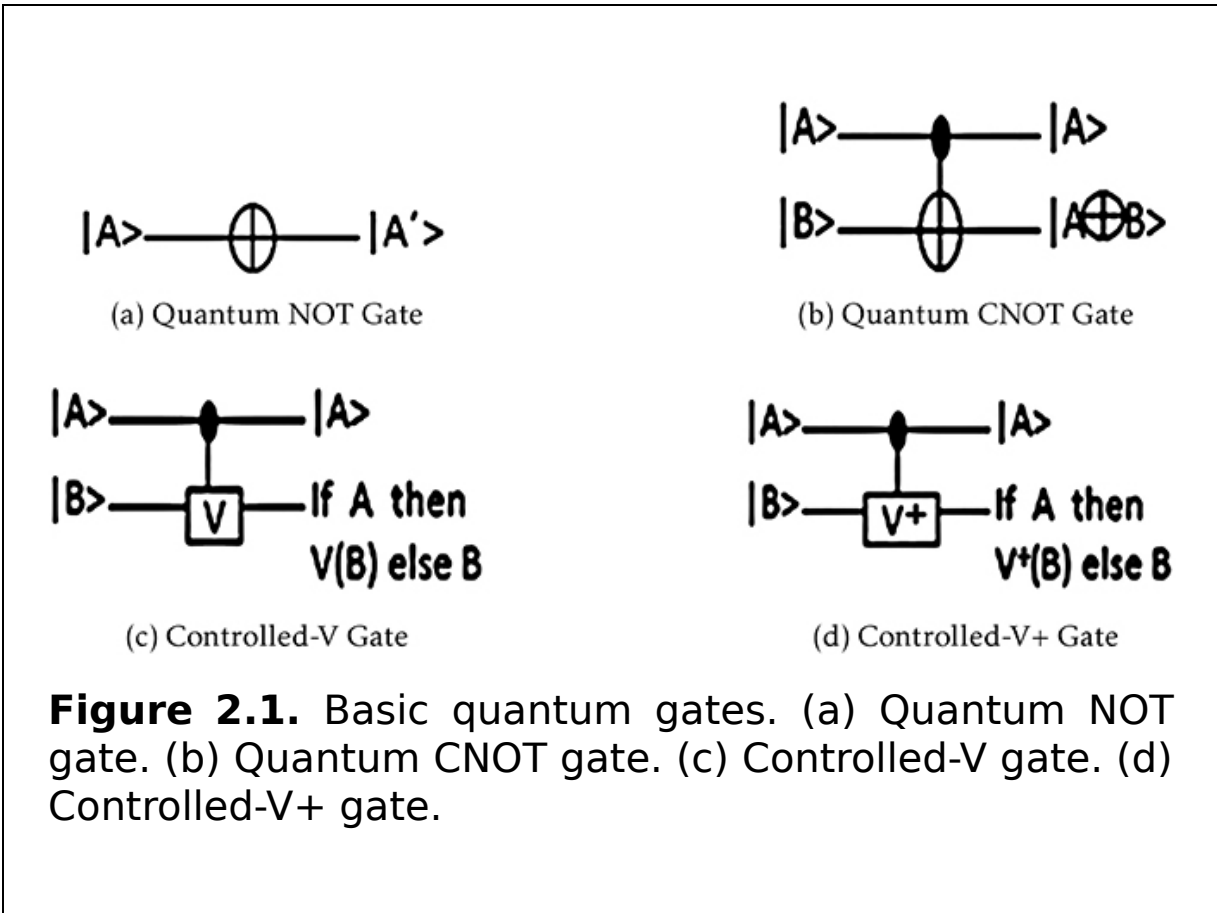 |A> |A'>
(a) Quantum NOT Gate
|A> |A>
|B> |A⊕B>
(b) Quantum CNOT Gate
|A> |A>
|B> V If A then
V(B) else B
(c) Controlled-V Gate
|A> |A>
|B> V+ If A then
V+(B) else B
(d) Controlled-V+ Gate
Figure 2.1. Basic quantum gates. (a) Quantum NOT
gate. (b) Quantum CNOT gate. (c) Controlled-V gate. (d)
Controlled-V+ gate.